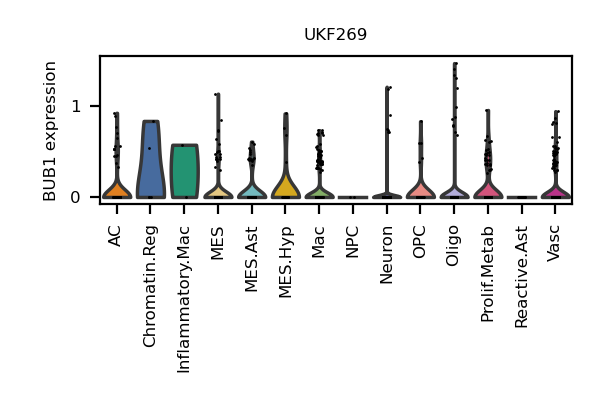 UKF269
BUB1 expression
1
0
AC
Chromatin.Reg
Inflammatory.Mac
MES
MES.Ast
MES.Hyp
Mac
NPC
Neuron
OPC
Oligo
Prolif.Metab
Reactive.Ast
Vasc